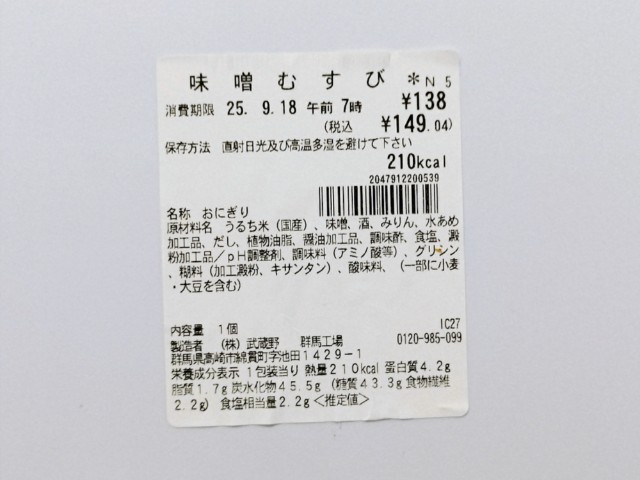 味噌むすび ＊N5
消費期限 25. 9.18 午前 7時 ¥138
(税込 ¥149.04)
保存方法 直射日光及び高温多湿を避けて下さい
210kcal
2047912200539
名称 おにぎり
原材料名 うるち米（国産）、味噌、酒、みりん、水あめ
加工品、だし、植物油脂、醤油加工品、調味酢、食塩、澱
粉加工品／pH調整剤、調味料（アミノ酸等）、グリシン
、糊料（加工澱粉、キサンタン）、酸味料、（一部に小麦
・大豆を含む）
内容量 1個 IC27
製造者 （株）武蔵野 群馬工場 0120-985-099
群馬県高崎市綿貫町字池田1429-1
栄養成分表示 1包装当り 熱量210kcal 蛋白質4.2g
脂質1.7g 炭水化物45.5g （糖質43.3g 食物繊維
2.2g） 食塩相当量2.2g＜推定値＞